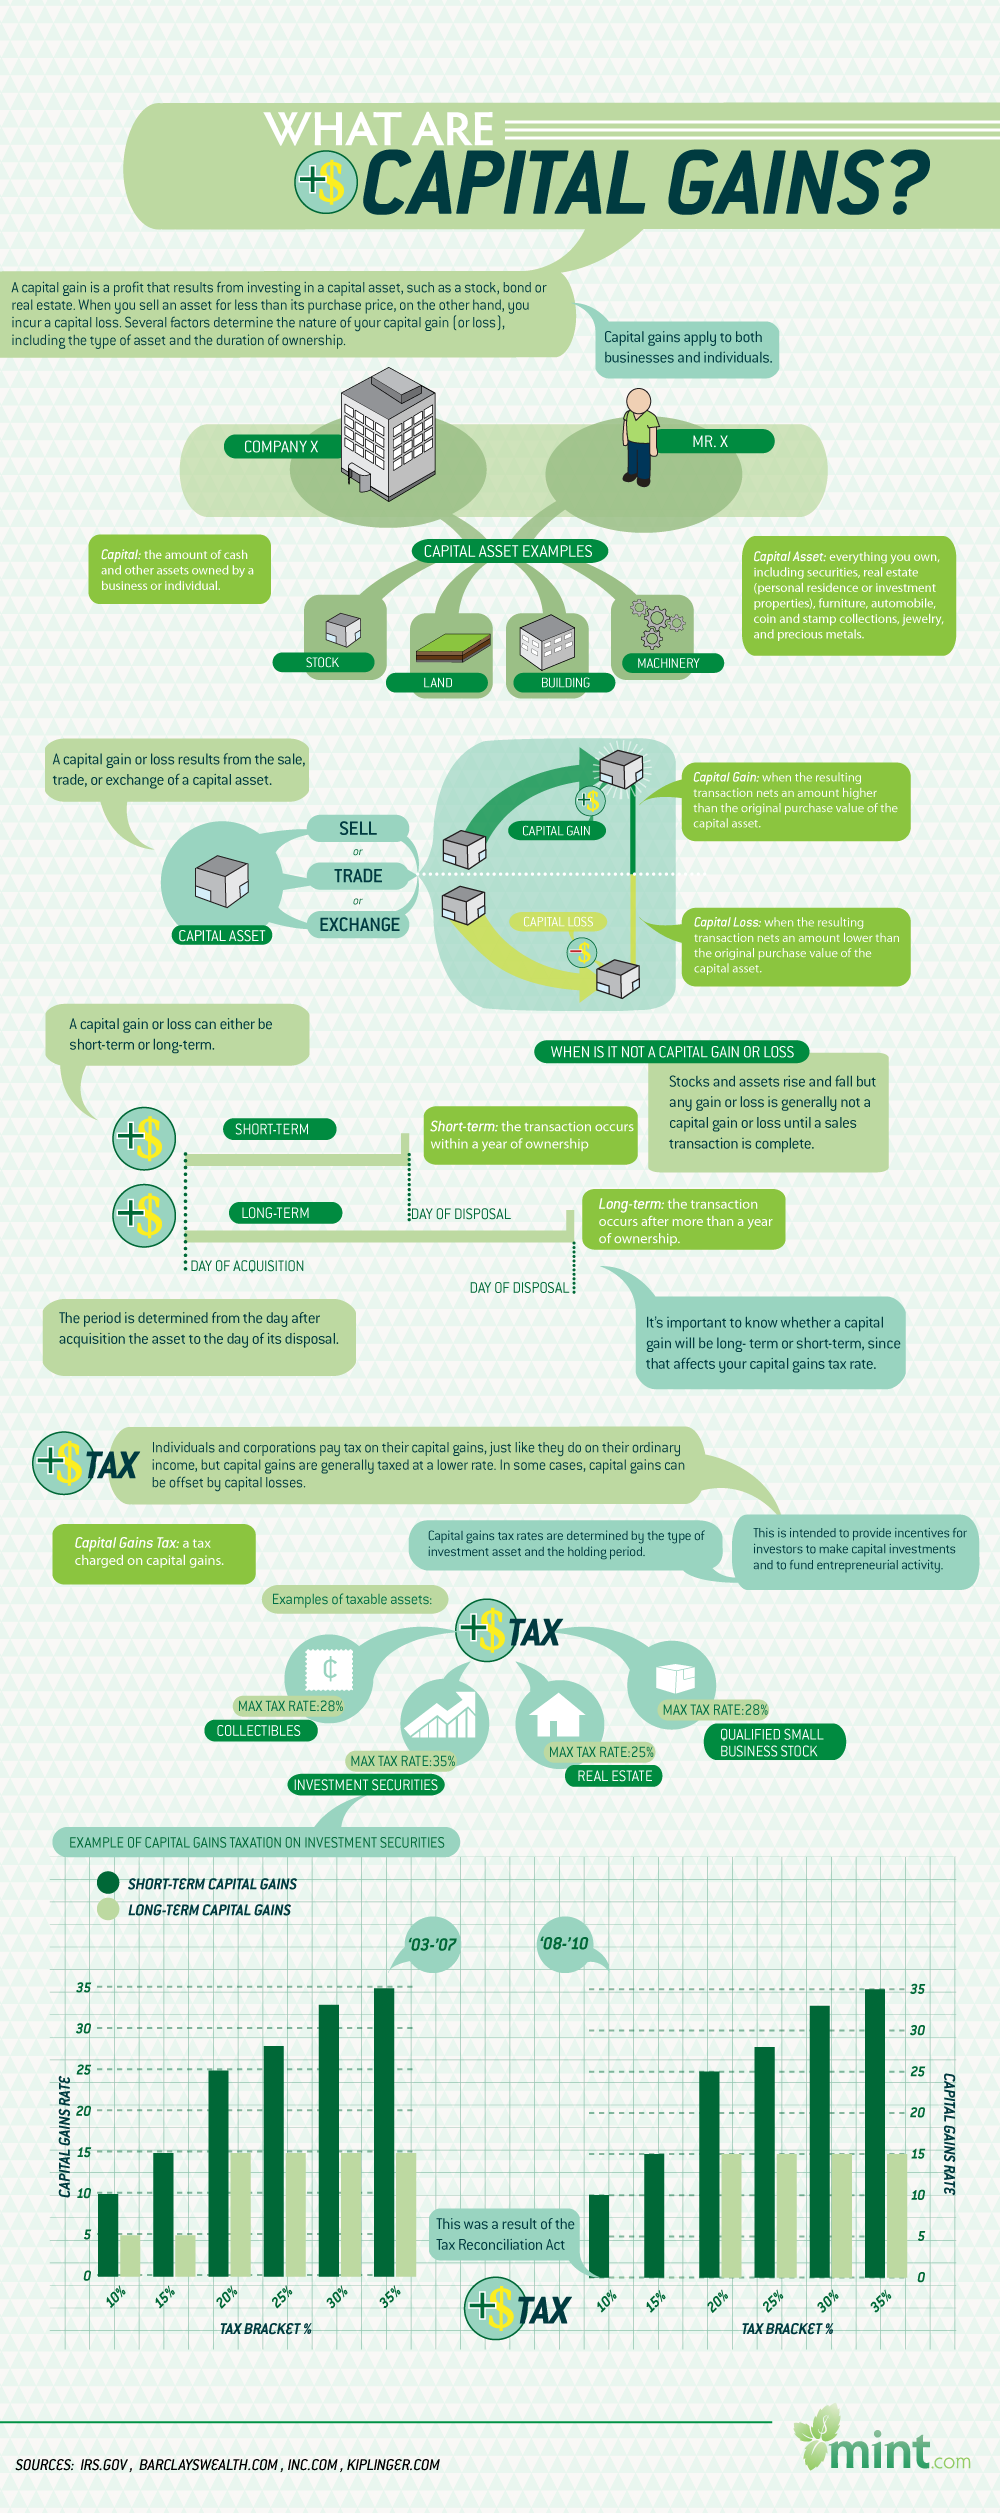 WHAT ARE
+$ CAPITAL GAINS?
A capital gain is a profit that results from investing in a capital asset, such as a stock, bond or
real estate. When you sell an asset for less than its purchase price, on the other hand, you
incur a capital loss. Several factors determine the nature of your capital gain (or loss),
including the type of asset and the duration of ownership.
Capital gains apply to both
businesses and individuals.
COMPANY X
MR. X
CAPITAL ASSET EXAMPLES
Capital: the amount of cash
and other assets owned by a
business or individual.
Capital Asset: everything you own,
including securities, real estate
(personal residence or investment
properties), furniture, automobile,
coin and stamp collections, jewelry,
and precious metals.
STOCK
LAND
BUILDING
MACHINERY
A capital gain or loss results from the sale,
trade, or exchange of a capital asset.
CAPITAL ASSET
SELL
or
TRADE
or
EXCHANGE
+$
CAPITAL GAIN
CAPITAL LOSS
-$
Capital Gain: when the resulting
transaction nets an amount higher
than the original purchase value of the
capital asset.
Capital Loss: when the resulting
transaction nets an amount lower than
the original purchase value of the
capital asset.
A capital gain or loss can either be
short-term or long-term.
WHEN IS IT NOT A CAPITAL GAIN OR LOSS
Stocks and assets rise and fall but
any gain or loss is generally not a
capital gain or loss until a sales
transaction is complete.
+$
SHORT-TERM
Short-term: the transaction occurs
within a year of ownership
+$
LONG-TERM
DAY OF DISPOSAL
Long-term: the transaction
occurs after more than a year
of ownership.
DAY OF ACQUISITION
DAY OF DISPOSAL
The period is determined from the day after
acquisition the asset to the day of its disposal.
It's important to know whether a capital
gain will be long- term or short-term, since
that affects your capital gains tax rate.
+$ TAX
Individuals and corporations pay tax on their capital gains, just like they do on their ordinary
income, but capital gains are generally taxed at a lower rate. In some cases, capital gains can
be offset by capital losses.
Capital Gains Tax: a tax
charged on capital gains.
Capital gains tax rates are determined by the type of
investment asset and the holding period.
This is intended to provide incentives for
investors to make capital investments
and to fund entrepreneurial activity.
Examples of taxable assets:
+$ TAX
¢
MAX TAX RATE:28%
COLLECTIBLES
MAX TAX RATE:35%
INVESTMENT SECURITIES
MAX TAX RATE:25%
REAL ESTATE
MAX TAX RATE:28%
QUALIFIED SMALL
BUSINESS STOCK
EXAMPLE OF CAPITAL GAINS TAXATION ON INVESTMENT SECURITIES
SHORT-TERM CAPITAL GAINS
LONG-TERM CAPITAL GAINS
'03-'07
35
30
25
20
15
10
5
0
CAPITAL GAINS RATE
10% 15% 20% 25% 30% 35%
TAX BRACKET %
'08-'10
35
30
25
20
15
10
5
0
CAPITAL GAINS RATE
This was a result of the
Tax Reconciliation Act
+$ TAX
10% 15% 20% 25% 30% 35%
TAX BRACKET %
mint.com
SOURCES: IRS.GOV , BARCLAYSWEALTH.COM , INC.COM , KIPLINGER.COM